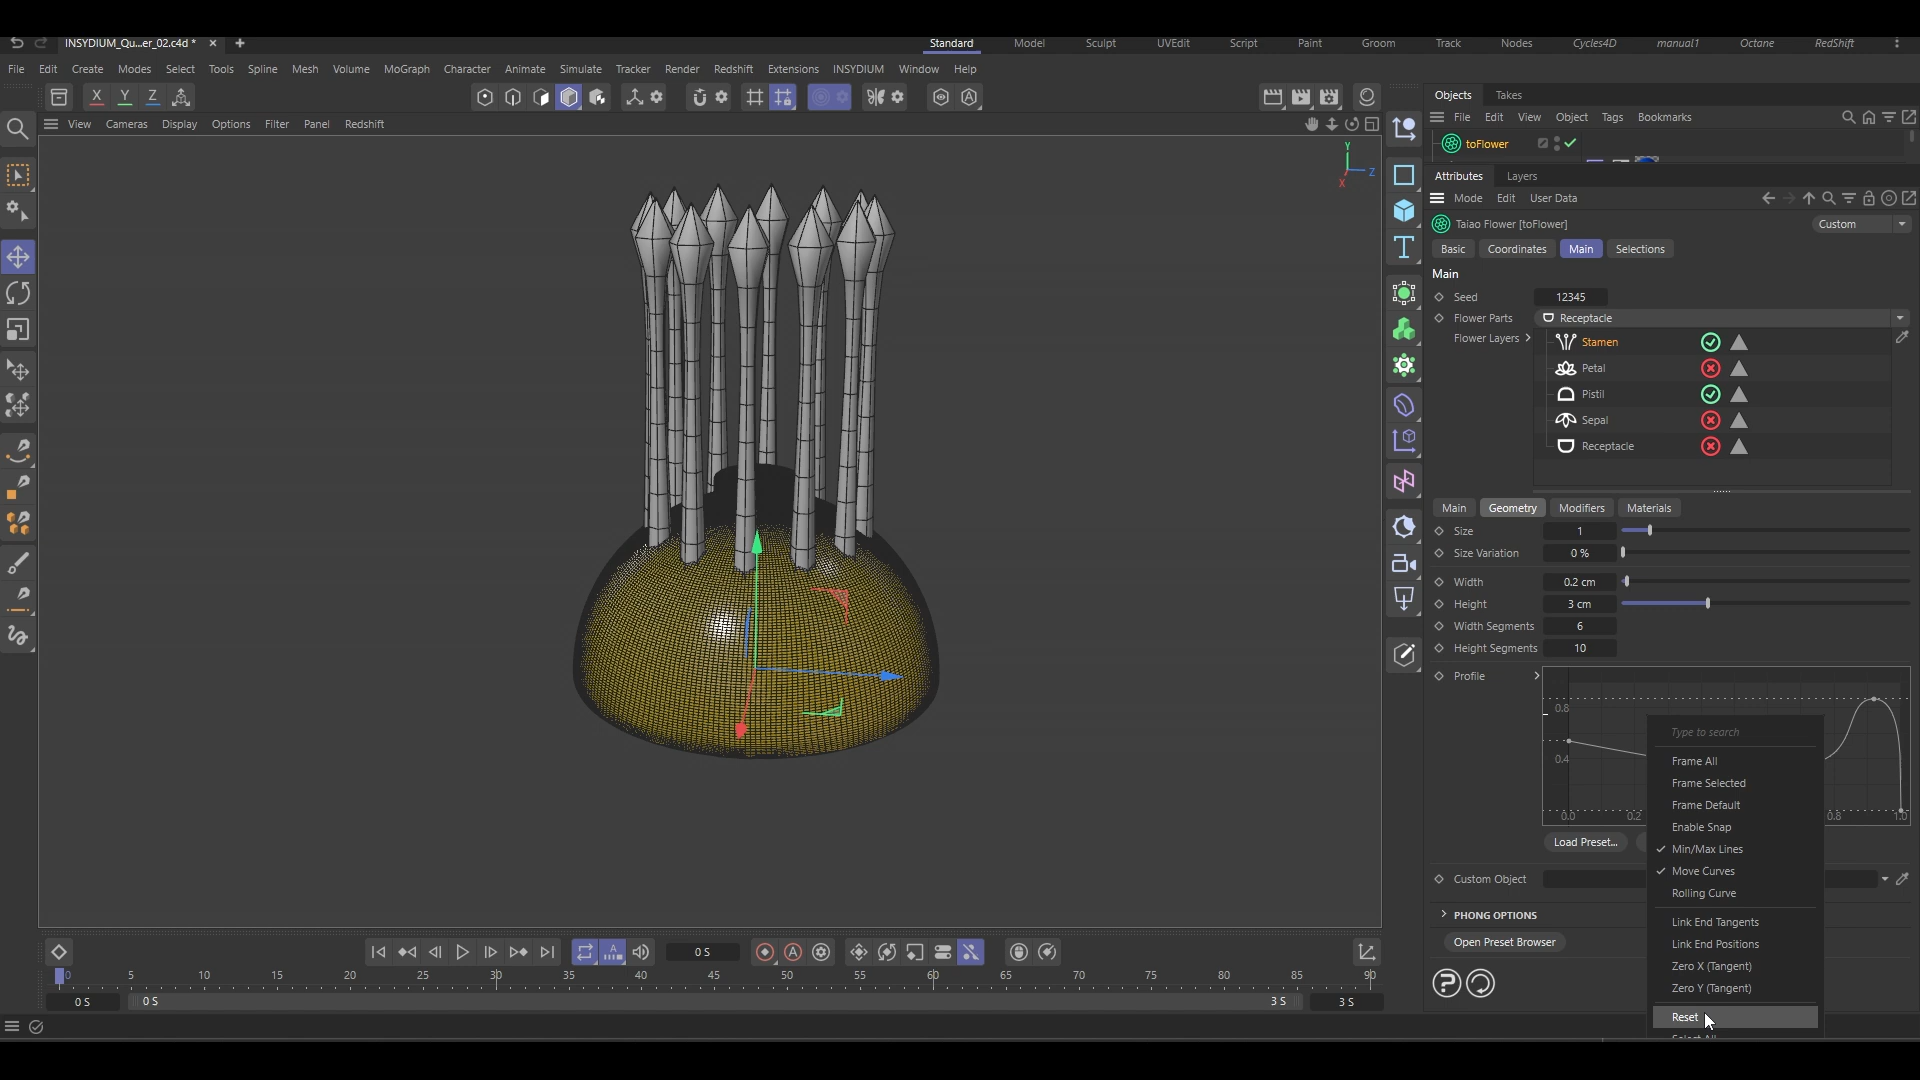 INSYDIUM_Qu...er_02.c4d *
Standard Model Sculpt UVEdit Script Paint Groom Track Nodes Cycles4D manual1 Octane RedShift
File Edit Create Modes Select Tools Spline Mesh Volume MoGraph Character Animate Simulate Tracker Render Redshift Extensions INSYDIUM Window Help
X Y Z
View Cameras Display Options Filter Panel Redshift
Y
Z
X
Objects Takes
File Edit View Object Tags Bookmarks
toFlower
Attributes Layers
Mode Edit User Data
Taiao Flower [toFlower] Custom
Basic Coordinates Main Selections
Main
Seed 12345
Flower Parts Receptacle
Flower Layers
Stamen
Petal
Pistil
Sepal
Receptacle
Main Geometry Modifiers Materials
Size 1
Size Variation 0 %
Width 0.2 cm
Height 3 cm
Width Segments 6
Height Segments 10
Profile
0.8
0.4
0.0 0.2 0.8 1.0
Load Preset...
Custom Object
PHONG OPTIONS
Open Preset Browser
Type to search
Frame All
Frame Selected
Frame Default
Enable Snap
Min/Max Lines
Move Curves
Rolling Curve
Link End Tangents
Link End Positions
Zero X (Tangent)
Zero Y (Tangent)
Reset
Select All
0 S
0 5 10 15 20 25 30 35 40 45 50 55 60 65 70 75 80 85 90
0 S 0 S 3 S 3 S